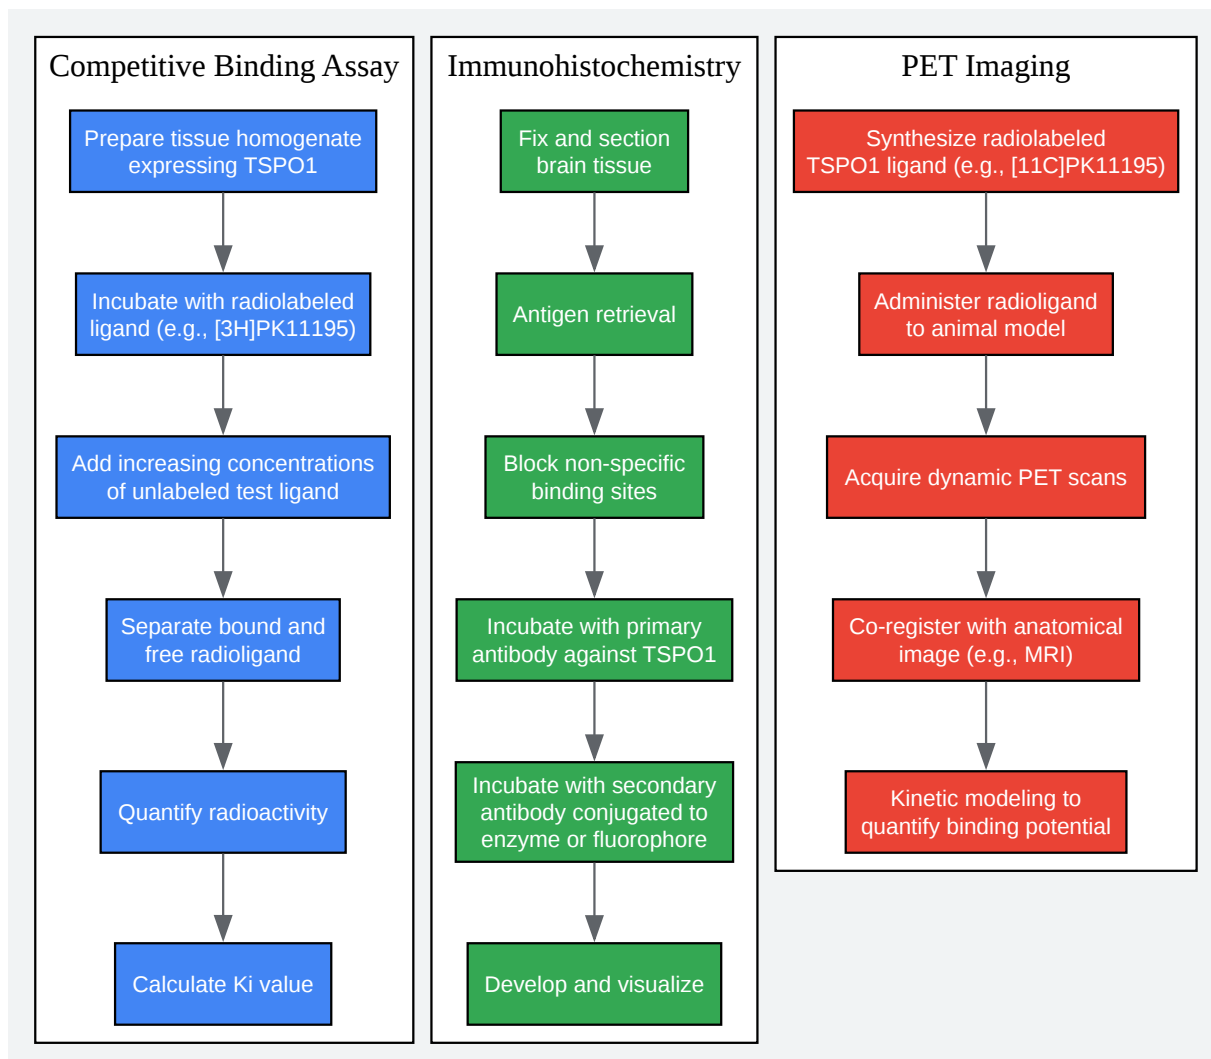 Competitive Binding Assay
Prepare tissue homogenate
expressing TSPO1
Incubate with radiolabeled
ligand (e.g., [3H]PK11195)
Add increasing concentrations
of unlabeled test ligand
Separate bound and
free radioligand
Quantify radioactivity
Calculate Ki value
Immunohistochemistry
Fix and section
brain tissue
Antigen retrieval
Block non-specific
binding sites
Incubate with primary
antibody against TSPO1
Incubate with secondary
antibody conjugated to
enzyme or fluorophore
Develop and visualize
PET Imaging
Synthesize radiolabeled
TSPO1 ligand (e.g., [11C]PK11195)
Administer radioligand
to animal model
Acquire dynamic PET scans
Co-register with anatomical
image (e.g., MRI)
Kinetic modeling to
quantify binding potential